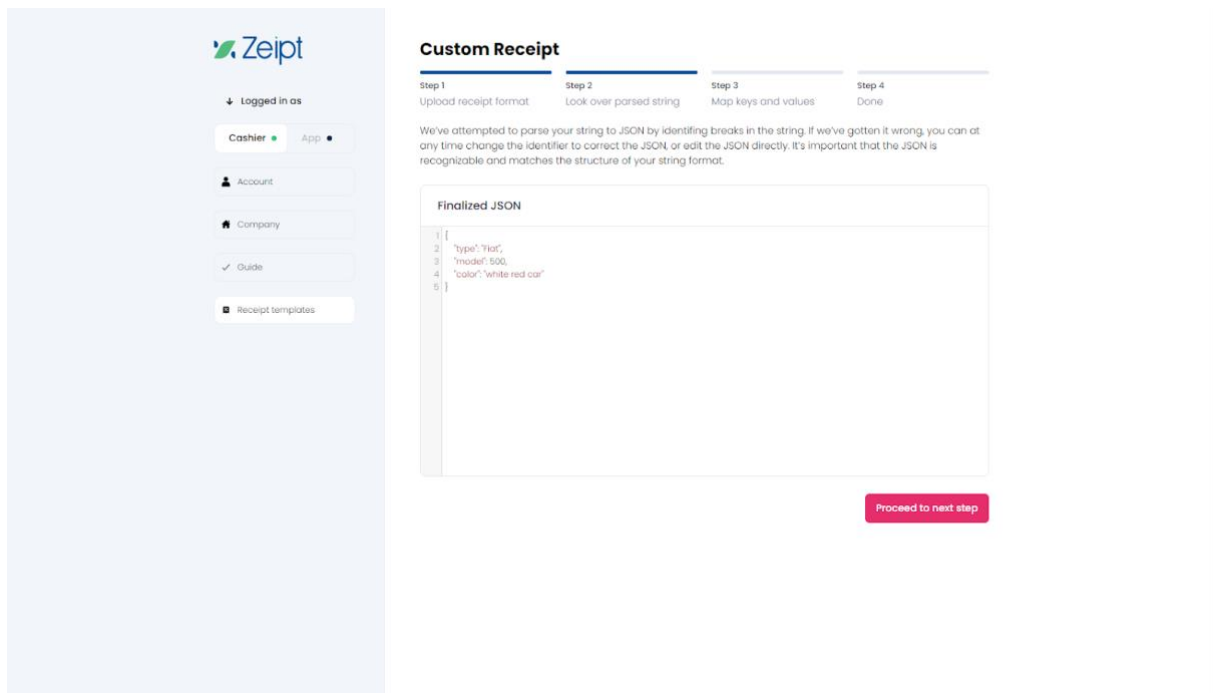 Zeipt
Logged in as
Cashier App
Account
Company
Guide
Receipt templates
Custom Receipt
Step 1 Step 2 Step 3 Step 4
Upload receipt format Look over parsed string Map keys and values Done
We've attempted to parse your string to JSON by identifing breaks in the string. If we've gotten it wrong, you can at
any time change the identifier to correct the JSON, or edit the JSON directly. It's important that the JSON is
recognizable and matches the structure of your string format.
Finalized JSON
1 {
2 "type": "Fiat",
3 "model": 500,
4 "color": "white red car"
5 }
Proceed to next step